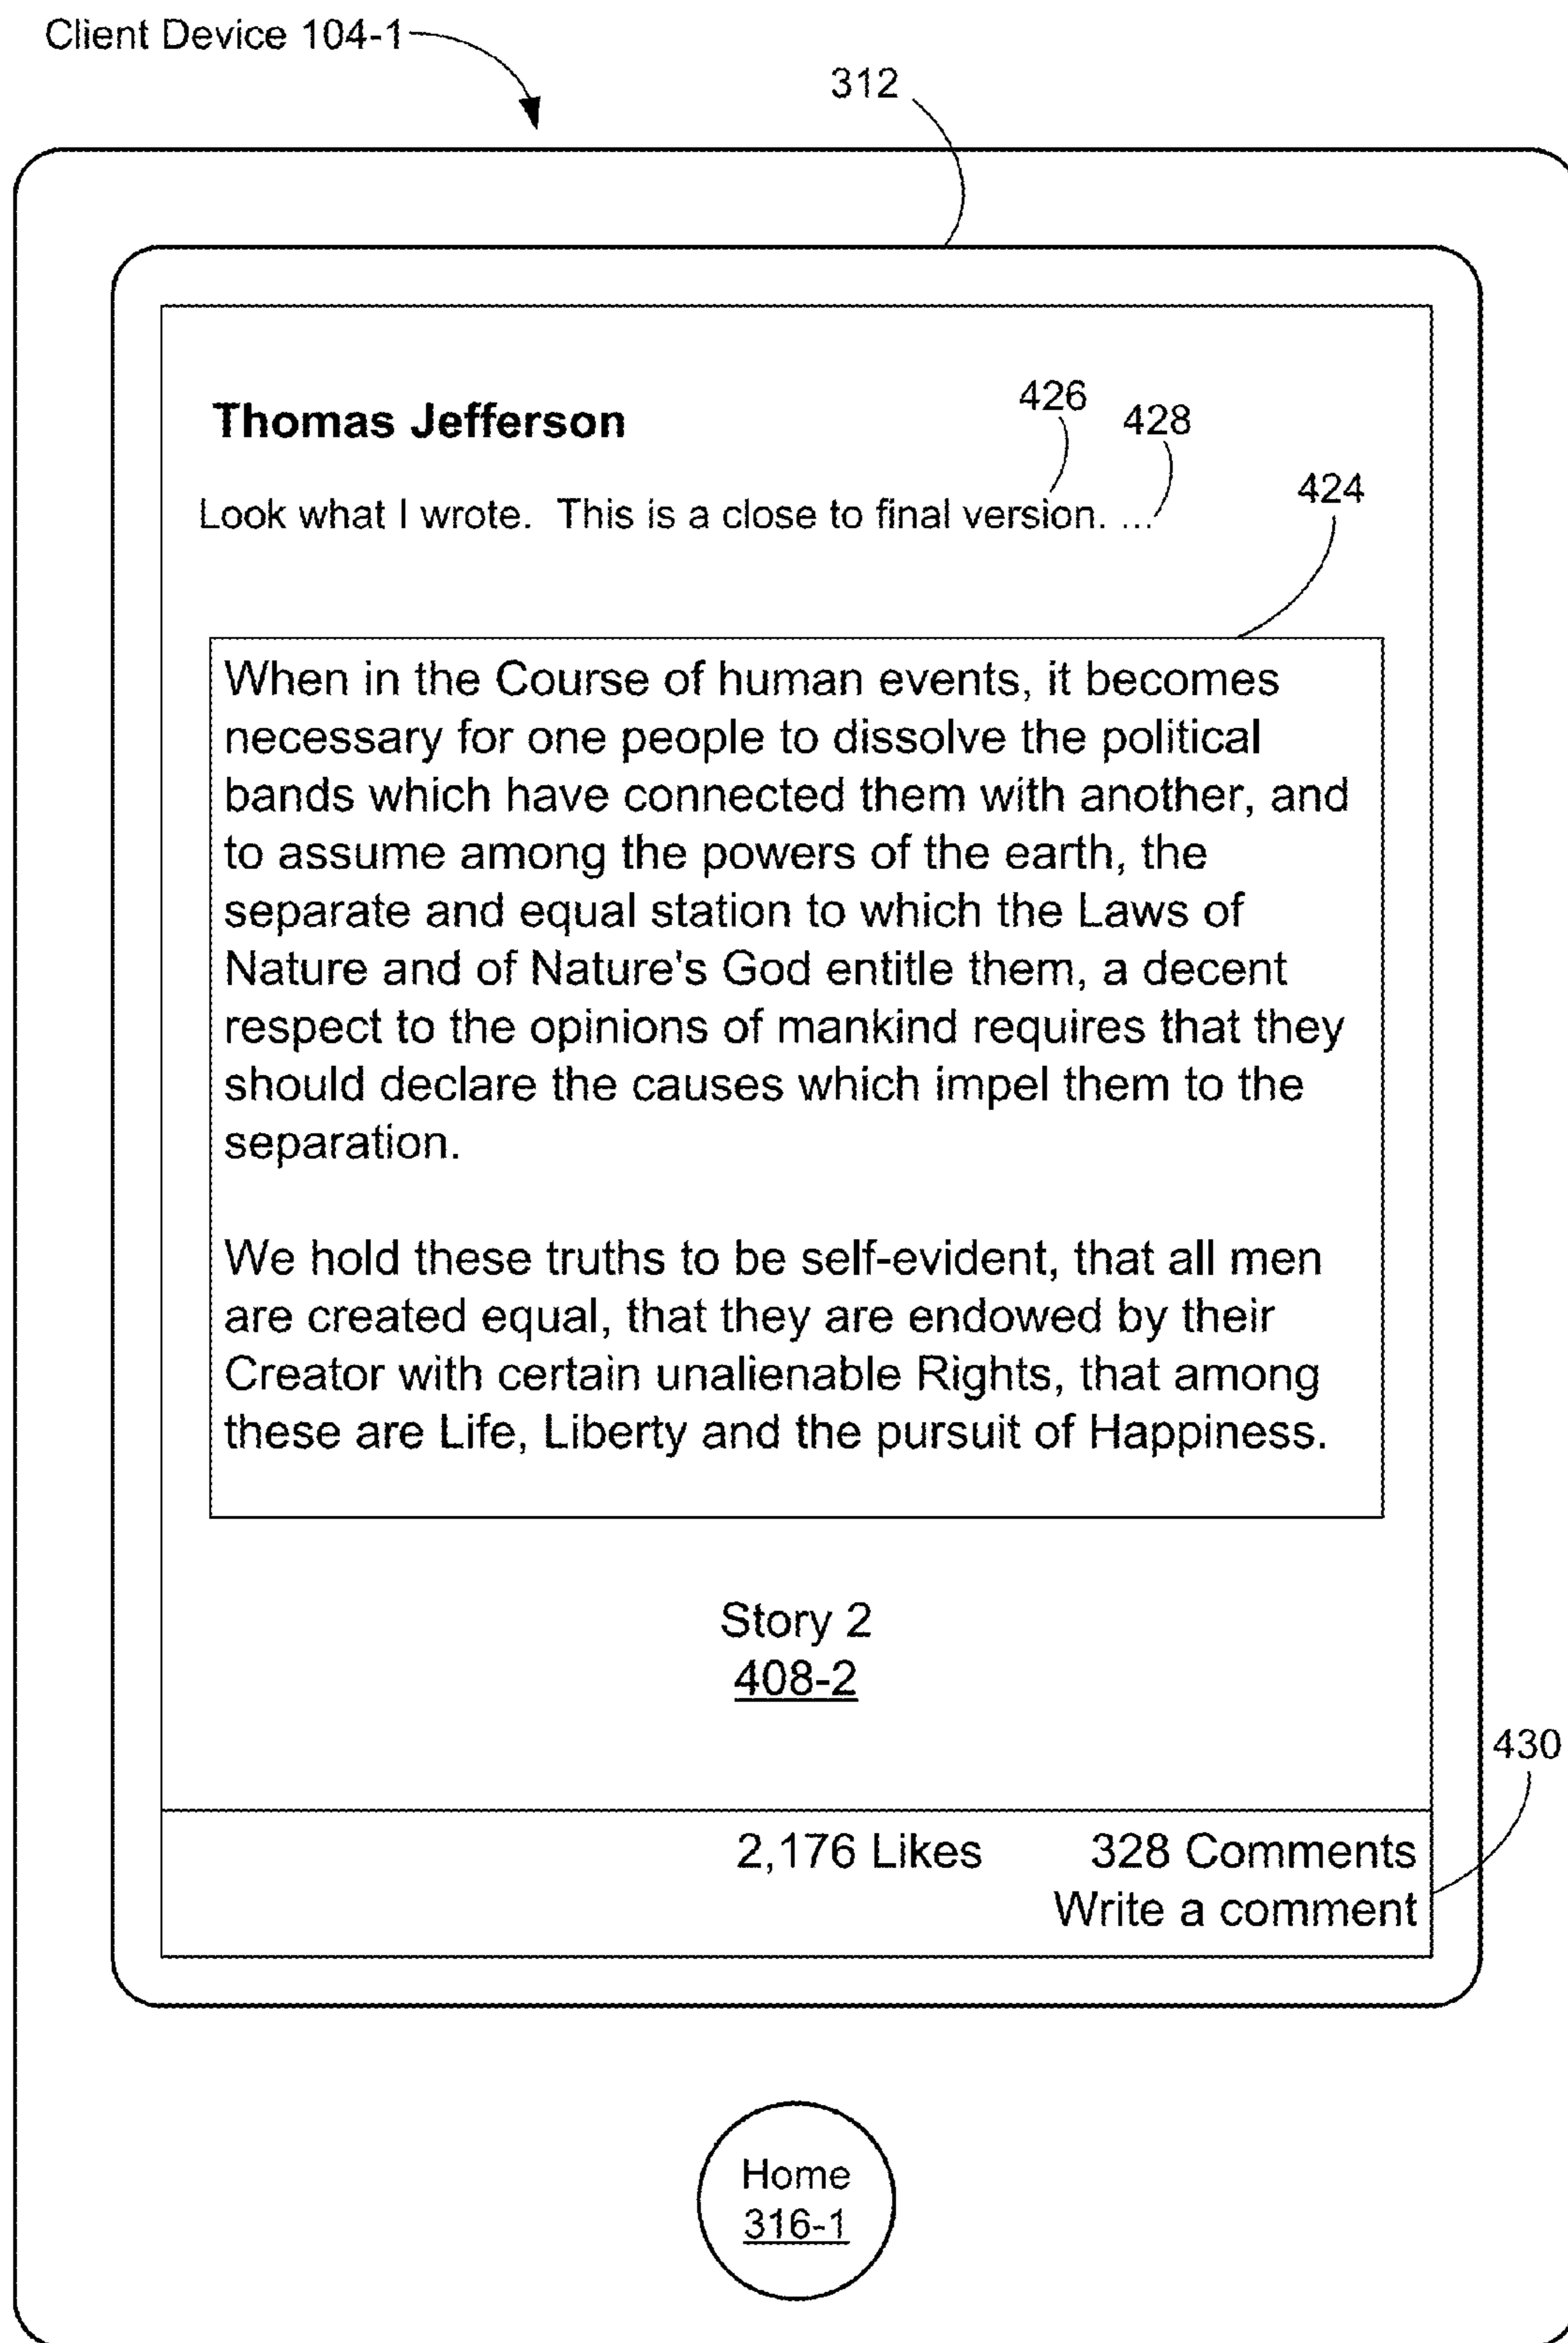 Client Device 104-1
312
Thomas Jefferson
426
428
424
Look what I wrote.  This is a close to final version. ...
When in the Course of human events, it becomes
necessary for one people to dissolve the political
bands which have connected them with another, and
to assume among the powers of the earth, the
separate and equal station to which the Laws of
Nature and of Nature's God entitle them, a decent
respect to the opinions of mankind requires that they
should declare the causes which impel them to the
separation.
We hold these truths to be self-evident, that all men
are created equal, that they are endowed by their
Creator with certain unalienable Rights, that among
these are Life, Liberty and the pursuit of Happiness.
Story 2
408-2
430
2,176 Likes 328 Comments
Write a comment
Home
316-1